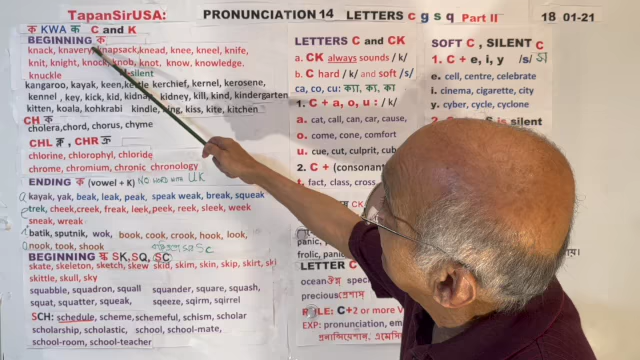 TapanSirUSA: PRONUNCIATION 14 LETTERS C g s q Part II 18 01-21
ক KWA ক C and K
BEGINNING ক
knack, knavery, knapsack,knead, knee, kneel, knife,
knit, knight, knock, knob, knot. know, knowledge,
knuckle -silent
kangaroo, kayak, keen,kettle kerchief, kernel, kerosene,
kennel, key, kick, kid, kidnap, kidney, kill, kind, kindergarten
kitten, koala, kohkrabi kindle, king, kiss, kite, kitchen
CH ক
cholera,chord, chorus, chyme
CHL ক্ল, CHR ক্র
chlorine, chlorophyl, chloride
chrome, chromium, chronic chronology
ENDING ক (vowel + K) NO WORD WITH UK
kayak, yak, beak, leak, peak, speak weak, break, squeak
trek, cheek,creek, freak, leek,peek, reek, sleek, week
sneak, wreak
batik, sputnik, wok, book, cook, crook, hook, look,
nook, took, shook
BEGINNING স্ক SK, SQ, SC
skate, skeleton, sketch, skew skid, skim, skin, skip, skirt, ski
skittle, skull, sky
squabble, squadron, squall squander, square, squash,
squat, squatter, squeak, sqeeze, sqirm, sqirrel
SCH: schedule, scheme, schemeful, schism, scholar
scholarship, scholastic, school, school-mate,
school-room, school-teacher
LETTERS C and CK
a. CK always sounds /k/
b. C hard /k/ and soft /s/
ca, co, cu: ক্যা, ক্য, কা
1. C + a, o, u : /k/
a. cat, call, can, car, cause,
o. come, cone, comfort
u. cue, cut, culprit,
2. C + (consonant
t. fact, class, cross,
panic,
frolic, panic,
LETTER C
ocean
precious
C+2 or more V
EXP: pronunciation,
SOFT C, SILENT C
1. C + e, i, y /s/
e. cell, centre, celebrate
i. cinema, cigarette, city
y. cyber, cycle, cyclone
is silent